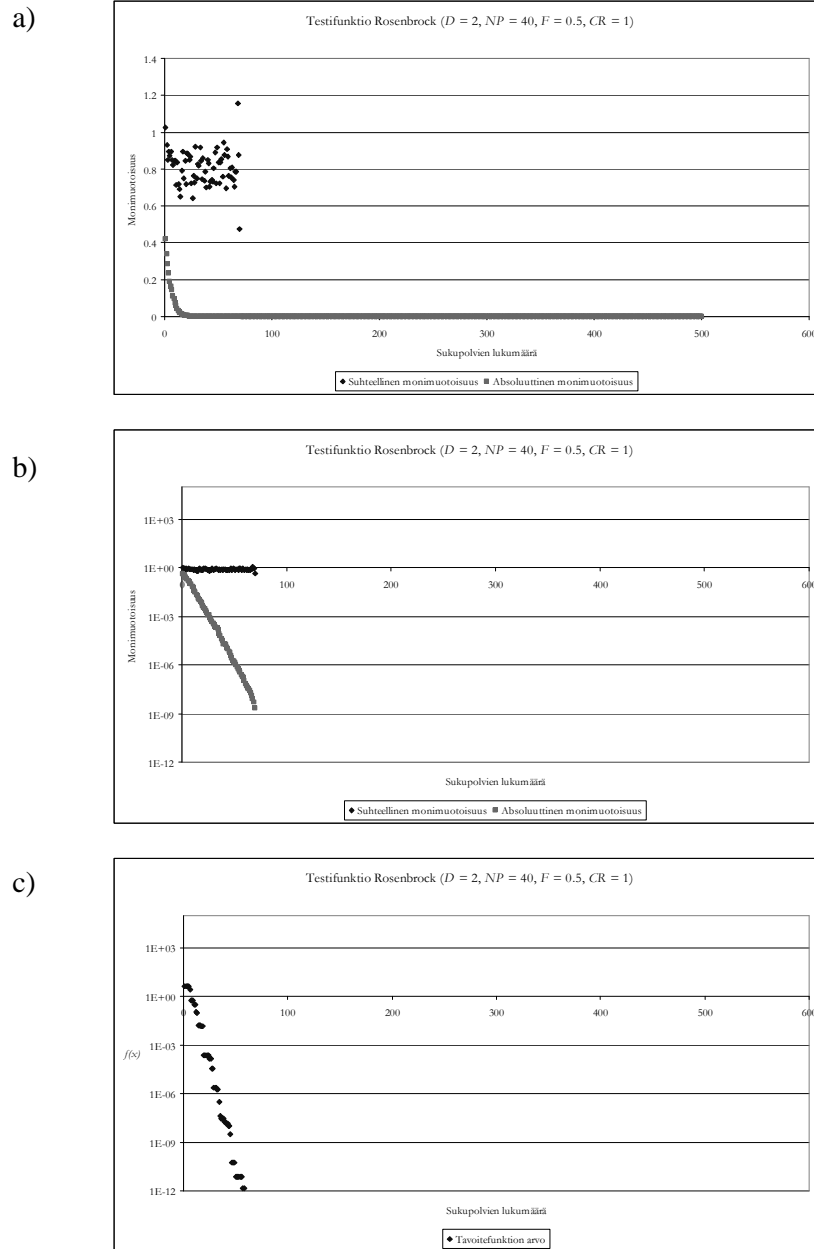 a)
Testifunktio Rosenbrock (D = 2, NP = 40, F = 0.5, CR = 1)
1.4
1.2
1
0.8
0.6
0.4
0.2
0
Monimuotoisuus
0 100 200 300 400 500 600
Sukupolvien lukumäärä
Suhteellinen monimuotoisuus Absoluuttinen monimuotoisuus
b)
Testifunktio Rosenbrock (D = 2, NP = 40, F = 0.5, CR = 1)
1E+03
1E+00
1E-03
1E-06
1E-09
1E-12
Monimuotoisuus
0 100 200 300 400 500 600
Sukupolvien lukumäärä
Suhteellinen monimuotoisuus Absoluuttinen monimuotoisuus
c)
Testifunktio Rosenbrock (D = 2, NP = 40, F = 0.5, CR = 1)
1E+03
1E+00
1E-03
1E-06
1E-09
1E-12
f(x)
0 100 200 300 400 500 600
Sukupolvien lukumäärä
Tavoitefunktion arvo